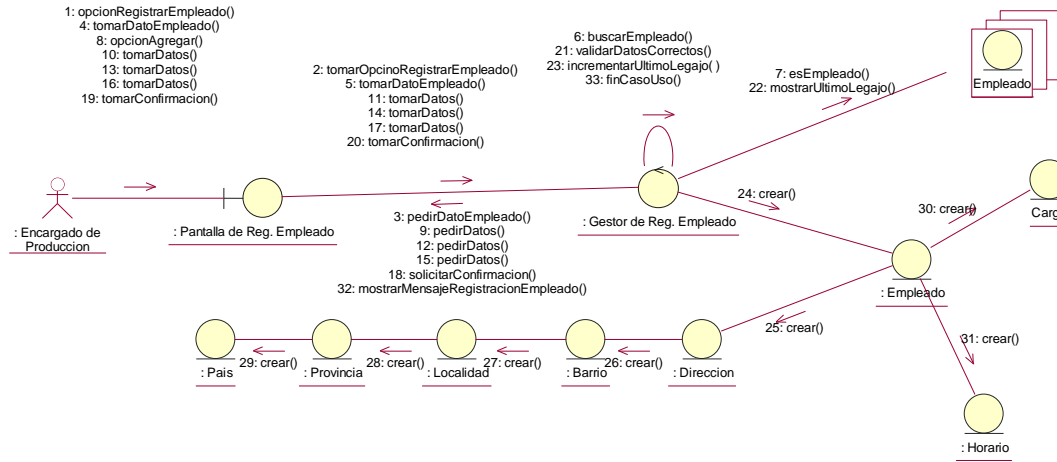 1: opcionRegistrarEmpleado()
4: tomarDatoEmpleado()
8: opcionAgregar()
10: tomarDatos()
13: tomarDatos()
16: tomarDatos()
19: tomarConfirmacion()
2: tomarOpcinoRegistrarEmpleado()
5: tomarDatoEmpleado()
11: tomarDatos()
14: tomarDatos()
17: tomarDatos()
20: tomarConfirmacion()
6: buscarEmpleado()
21: validarDatosCorrectos()
23: incrementarUltimoLegajo( )
33: finCasoUso()
7: esEmpleado()
22: mostrarUltimoLegajo()
Empleado
: Encargado de
Produccion
: Pantalla de Reg. Empleado
3: pedirDatoEmpleado()
9: pedirDatos()
12: pedirDatos()
15: pedirDatos()
18: solicitarConfirmacion()
32: mostrarMensajeRegistracionEmpleado()
: Gestor de Reg. Empleado
24: crear()
30: crear()
Carg
: Empleado
25: crear()
31: crear()
29: crear()
28: crear()
27: crear()
26: crear()
: Pais
: Provincia
: Localidad
: Barrio
: Direccion
: Horario